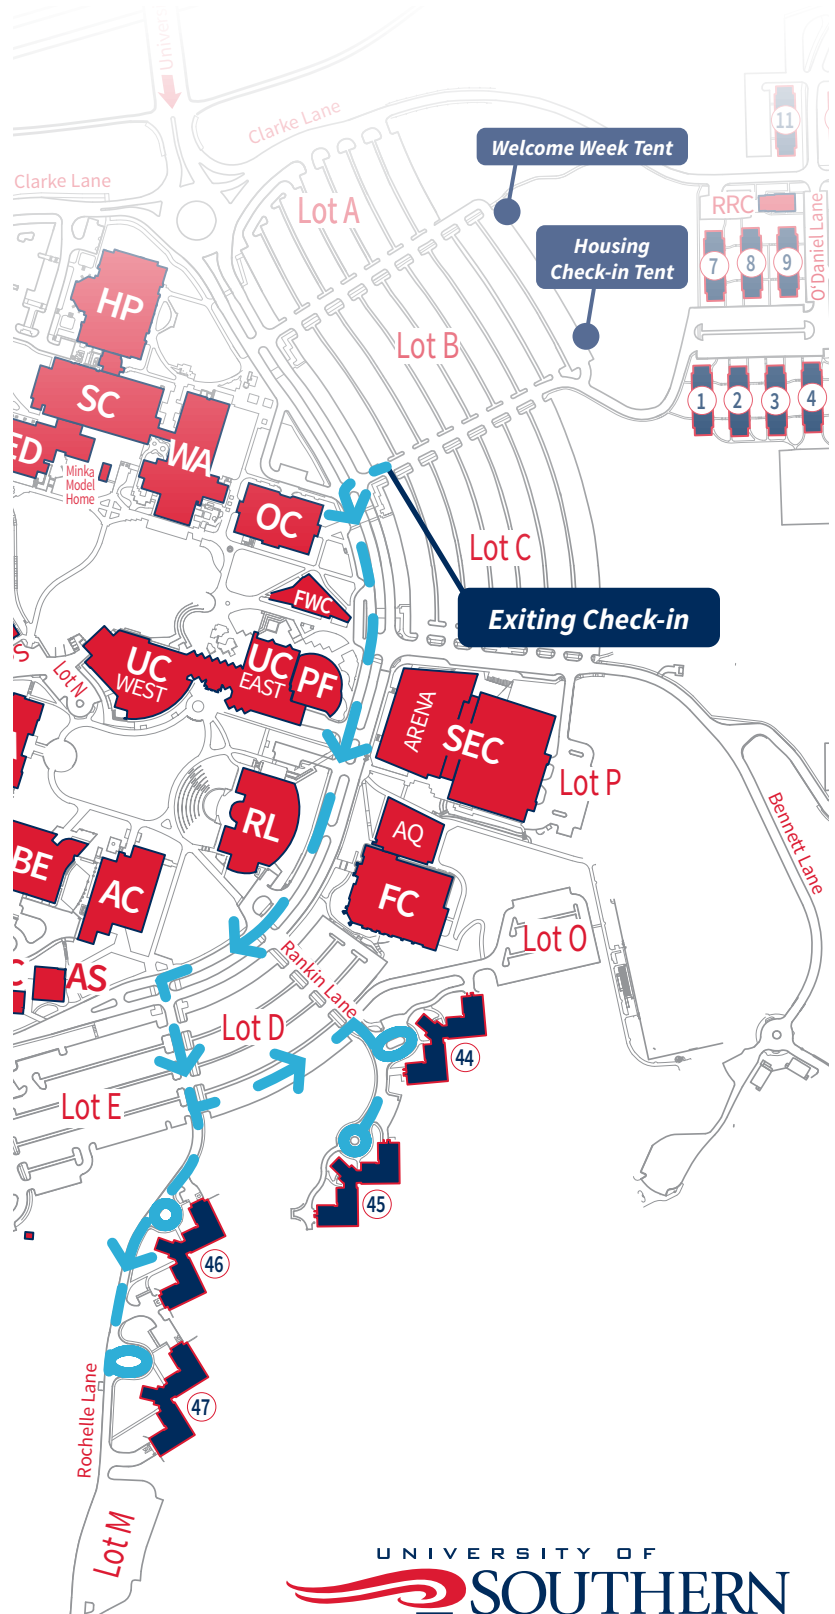 Univer
Clarke Lane
Clarke Lane
Welcome Week Tent
11
Lot A
RRC
O'Daniel Lane
Housing
Check-in Tent
7
8
9
HP
Lot B
SC
1
2
3
4
ED
WA
Minka
Model
Home
OC
Lot C
FWC
Exiting Check-in
S
Lot N
UC
WEST
UC
EAST
PF
ARENA
SEC
Lot P
Bennett Lane
RL
AQ
BE
AC
FC
Lot O
Rankin Lane
C
AS
Lot D
44
Lot E
45
46
Rochelle Lane
47
Lot M
UNIVERSITY OF
SOUTHERN